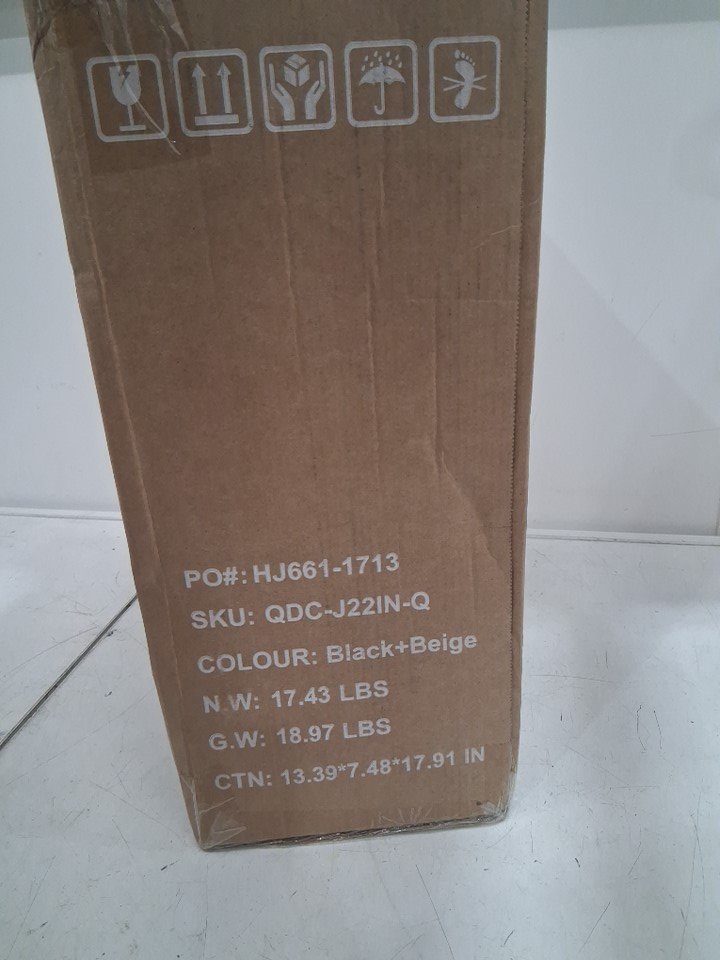 PO#: HJ661-1713
SKU: QDC-J22IN-Q
COLOUR: Black+Beige
N.W: 17.43 LBS
G.W: 18.97 LBS
CTN: 13.39*7.48*17.91 IN